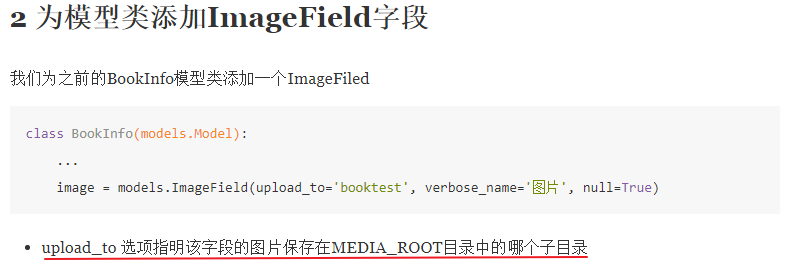 2 为模型类添加ImageField字段
我们为之前的BookInfo模型类添加一个ImageFiled
class BookInfo(models.Model):
...
image = models.ImageField(upload_to='booktest', verbose_name='图片', null=True)
• upload_to 选项指明该字段的图片保存在MEDIA_ROOT目录中的哪个子目录